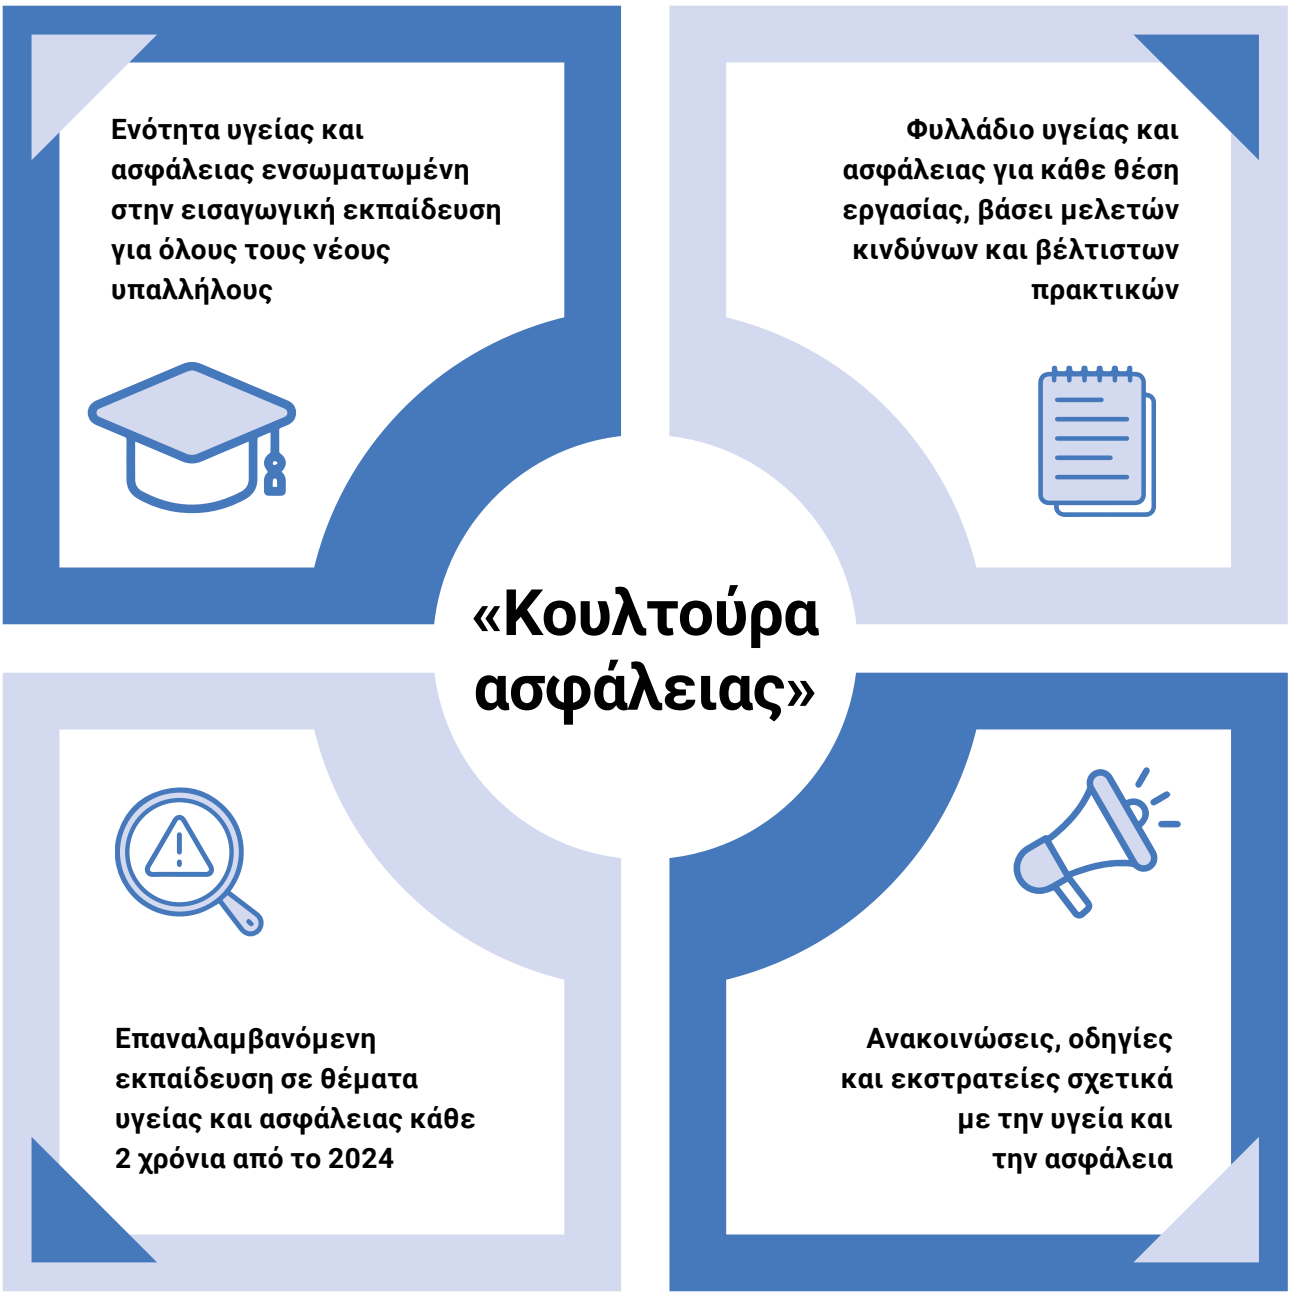 Ενότητα υγείας και
ασφάλειας ενσωματωμένη
στην εισαγωγική εκπαίδευση
για όλους τους νέους
υπαλλήλους
Φυλλάδιο υγείας και
ασφάλειας για κάθε θέση
εργασίας, βάσει μελετών
κινδύνων και βέλτιστων
πρακτικών
«Κουλτούρα
ασφάλειας»
Επαναλαμβανόμενη
εκπαίδευση σε θέματα
υγείας και ασφάλειας κάθε
2 χρόνια από το 2024
Ανακοινώσεις, οδηγίες
και εκστρατείες σχετικά
με την υγεία και
την ασφάλεια